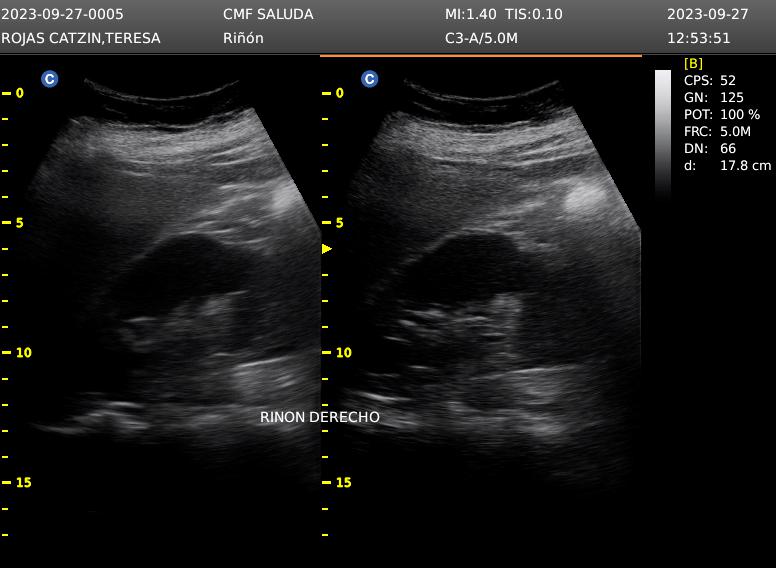 2023-09-27-0005 CMF SALUDA MI:1.40 TIS:0.10 2023-09-27
ROJAS CATZIN,TERESA Riñón C3-A/5.0M 12:53:51
[B]
CPS: 52
GN: 125
POT: 100 %
FRC: 5.0M
DN: 66
d: 17.8 cm
C C
0 0
5 5
10 10
RINON DERECHO
15 15